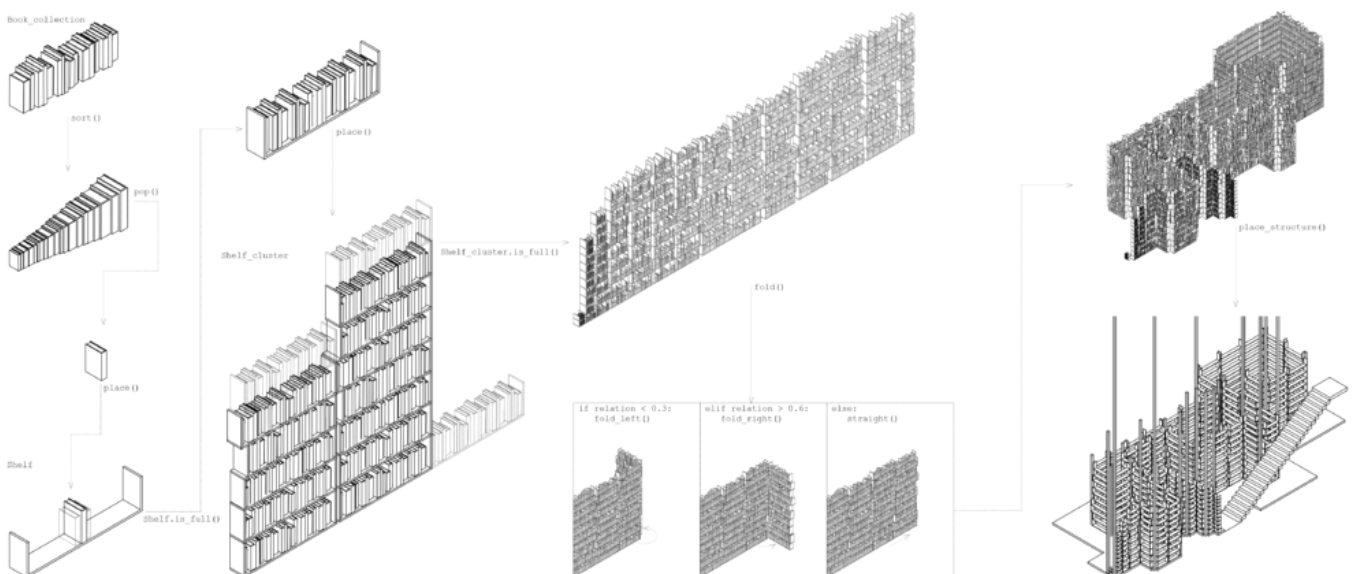 Book_collection
sort()
pop()
place()
Shelf
Shelf.is_full()
place()
Shelf_cluster
Shelf_cluster.is_full()
fold()
if relation < 0.3:
fold_left()
elif relation > 0.6:
fold_right()
else:
straight()
place_structure()